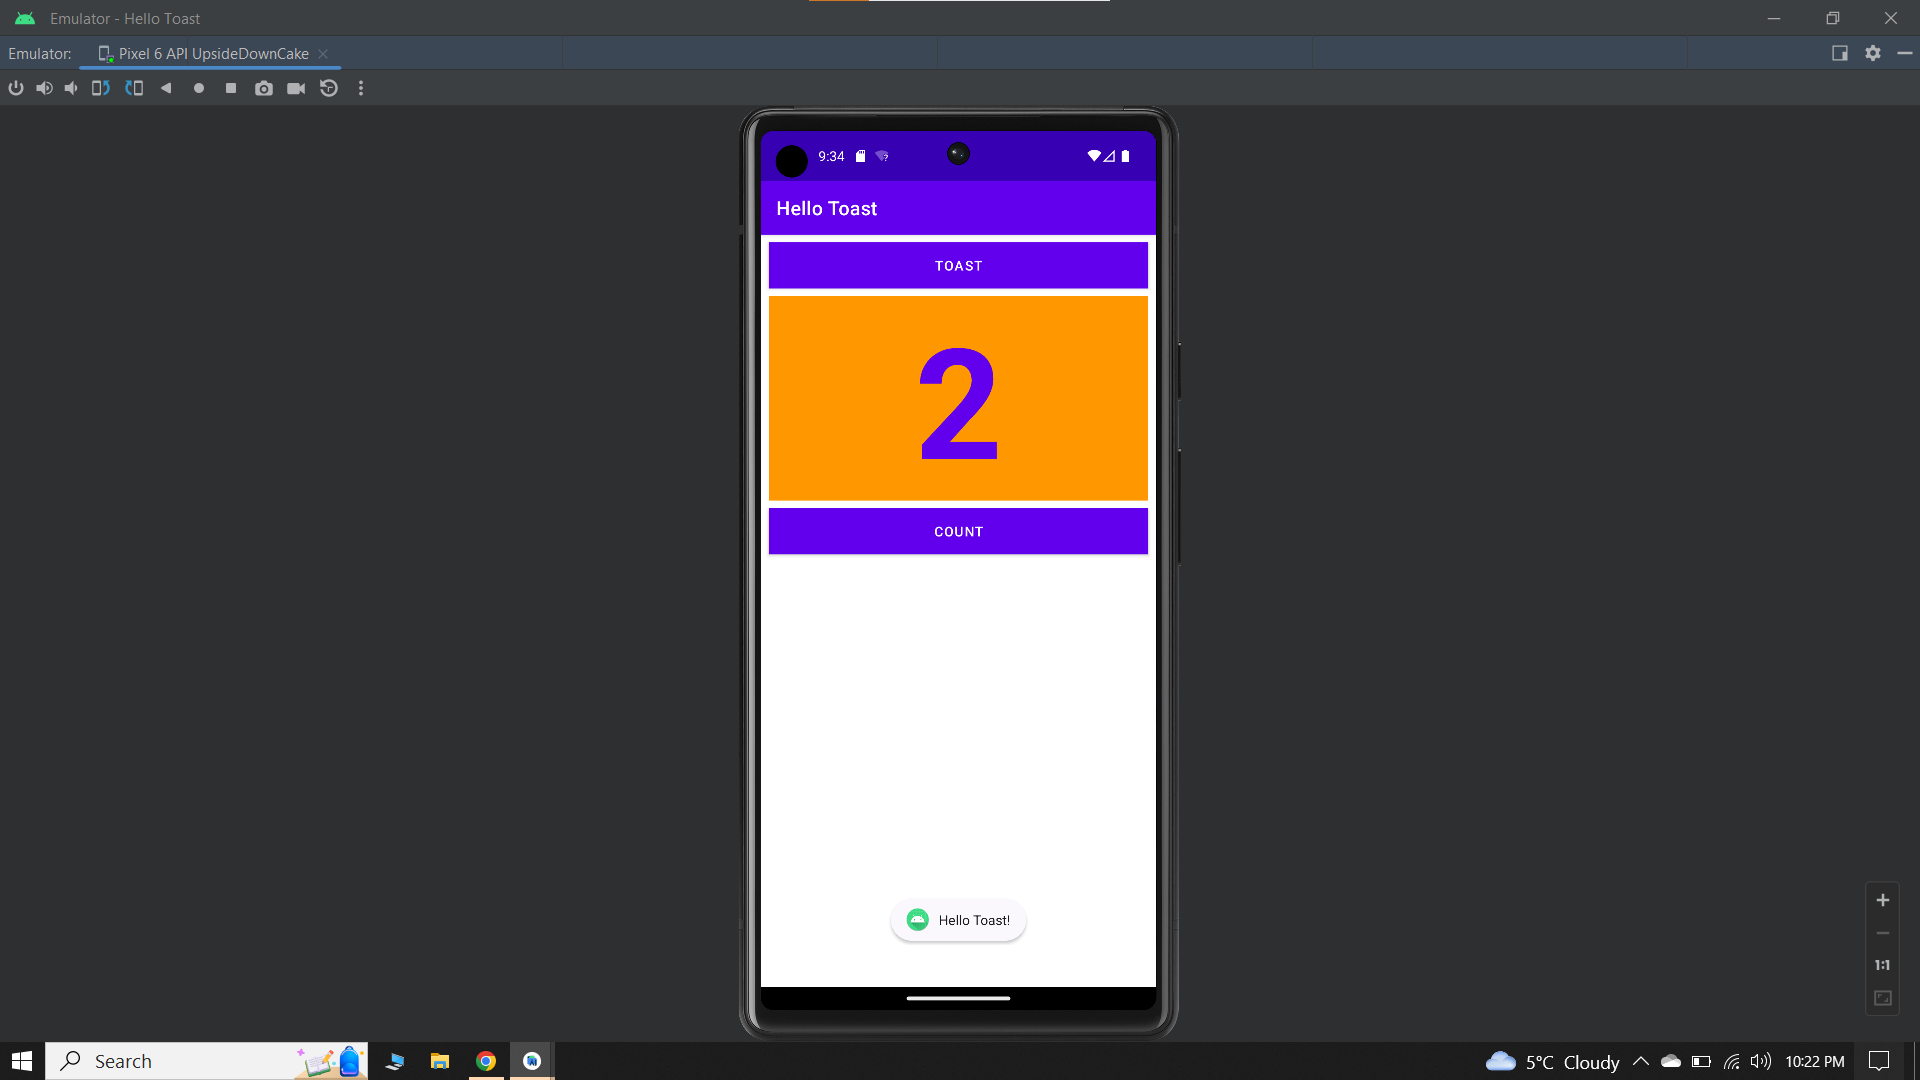 Emulator - Hello Toast
Emulator: Pixel 6 API UpsideDownCake
9:34
Hello Toast
TOAST
2
COUNT
Hello Toast!
1:1
Search
5°C Cloudy
10:22 PM